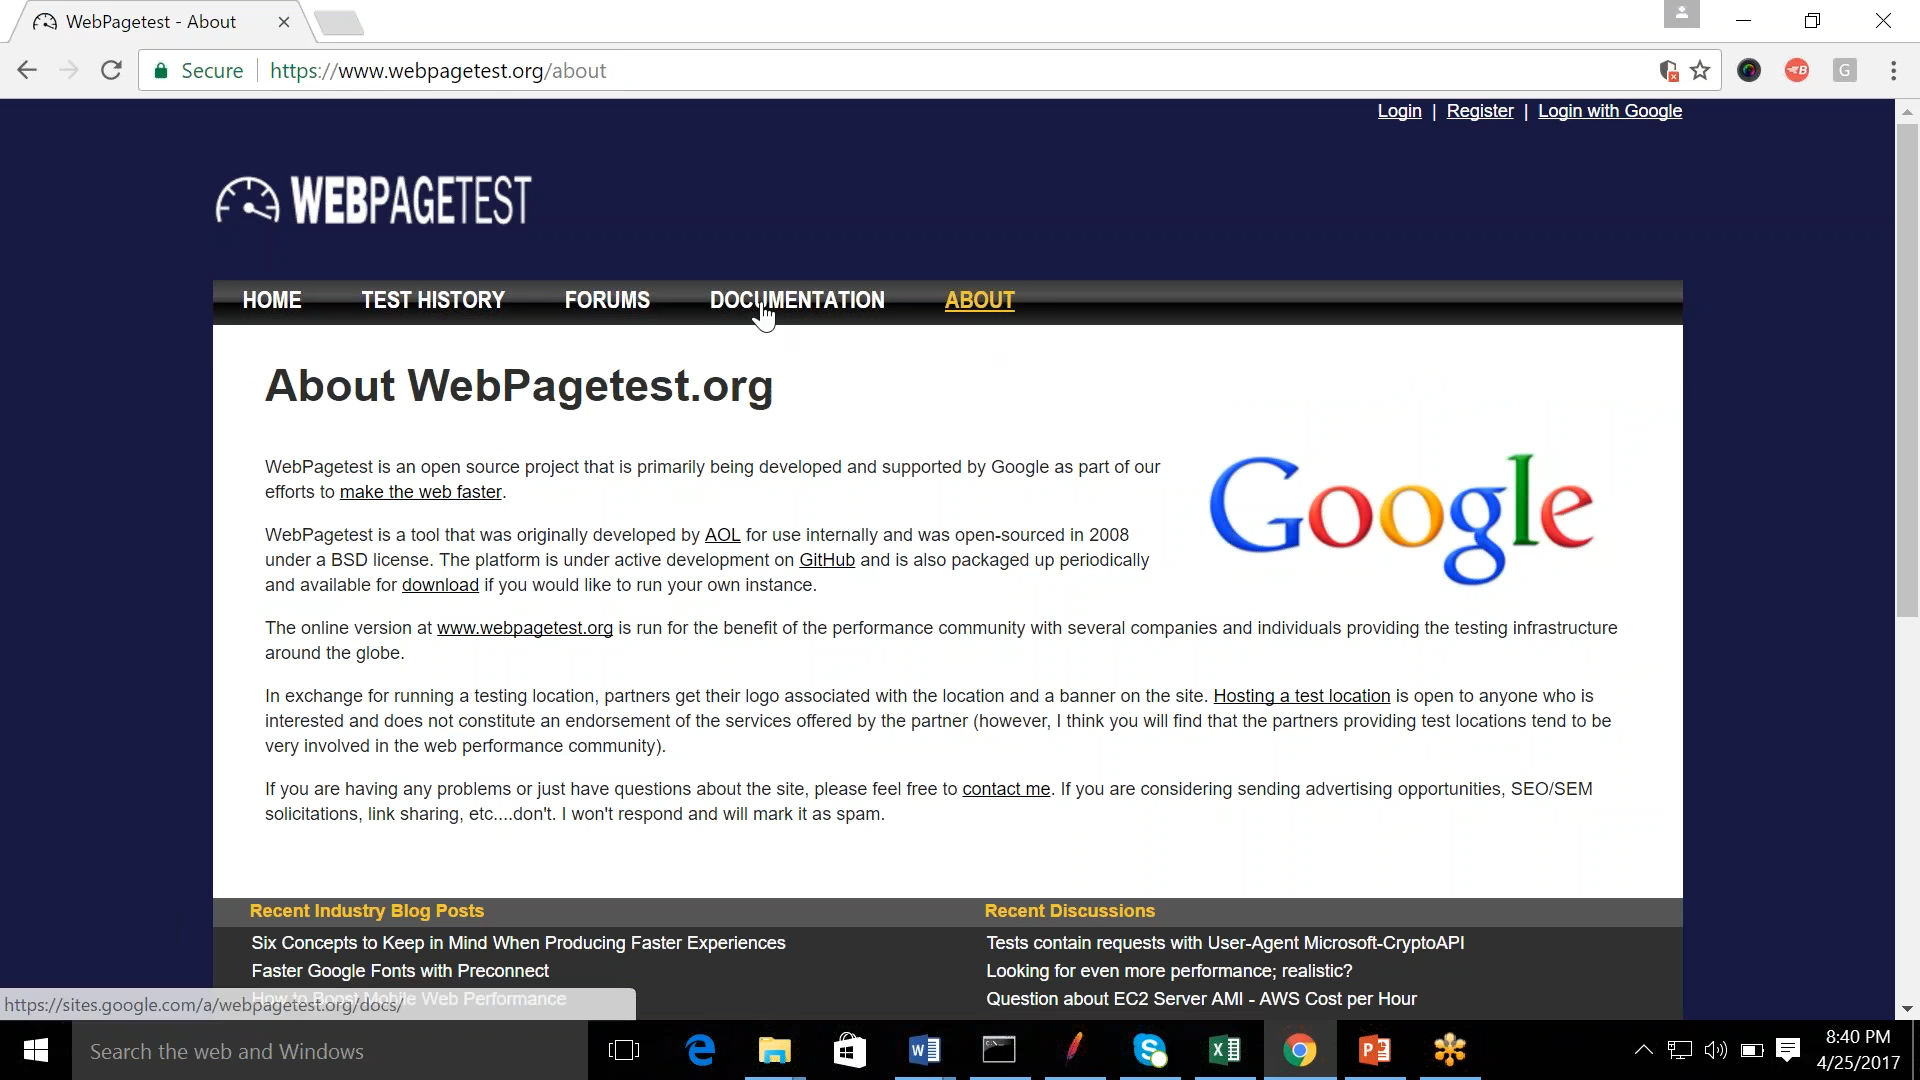 WebPagetest - About
Secure
https://www.webpagetest.org/about
G
Login | Register | Login with Google
WEBPAGETEST
HOME
TEST HISTORY
FORUMS
DOCUMENTATION
ABOUT
About WebPagetest.org
WebPagetest is an open source project that is primarily being developed and supported by Google as part of our
efforts to make the web faster.
Google
WebPagetest is a tool that was originally developed by AOL for use internally and was open-sourced in 2008
under a BSD license. The platform is under active development on GitHub and is also packaged up periodically
and available for download if you would like to run your own instance.
The online version at www.webpagetest.org is run for the benefit of the performance community with several companies and individuals providing the testing infrastructure
around the globe.
In exchange for running a testing location, partners get their logo associated with the location and a banner on the site. Hosting a test location is open to anyone who is
interested and does not constitute an endorsement of the services offered by the partner (however, I think you will find that the partners providing test locations tend to be
very involved in the web performance community).
If you are having any problems or just have questions about the site, please feel free to contact me. If you are considering sending advertising opportunities, SEO/SEM
solicitations, link sharing, etc....don't. I won't respond and will mark it as spam.
Recent Industry Blog Posts
Six Concepts to Keep in Mind When Producing Faster Experiences
Faster Google Fonts with Preconnect
How to Boost Mobile Web Performance
Recent Discussions
Tests contain requests with User-Agent Microsoft-CryptoAPI
Looking for even more performance; realistic?
Question about EC2 Server AMI - AWS Cost per Hour
https://sites.google.com/a/webpagetest.org/docs/
Search the web and Windows
8:40 PM
4/25/2017